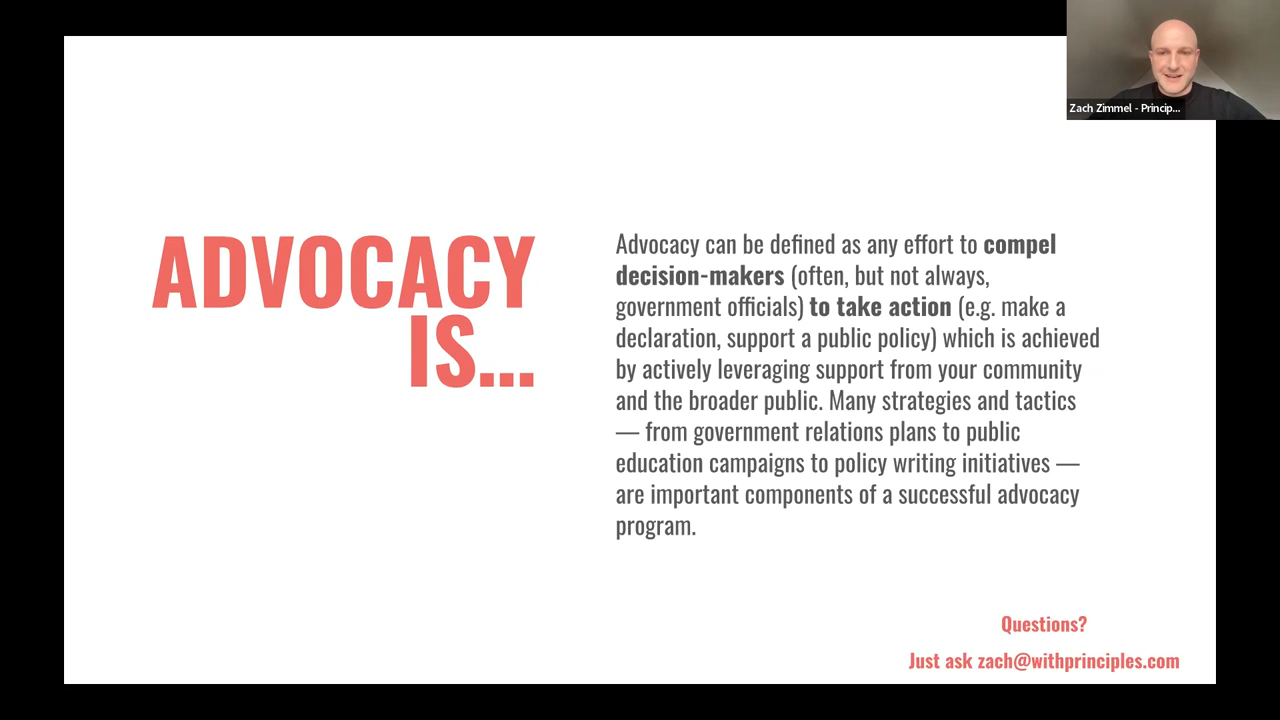 Zach Zimmel - Princip...
ADVOCACY
IS...
Advocacy can be defined as any effort to compel
decision-makers (often, but not always,
government officials) to take action (e.g. make a
declaration, support a public policy) which is achieved
by actively leveraging support from your community
and the broader public. Many strategies and tactics
— from government relations plans to public
education campaigns to policy writing initiatives —
are important components of a successful advocacy
program.
Questions?
Just ask zach@withprinciples.com